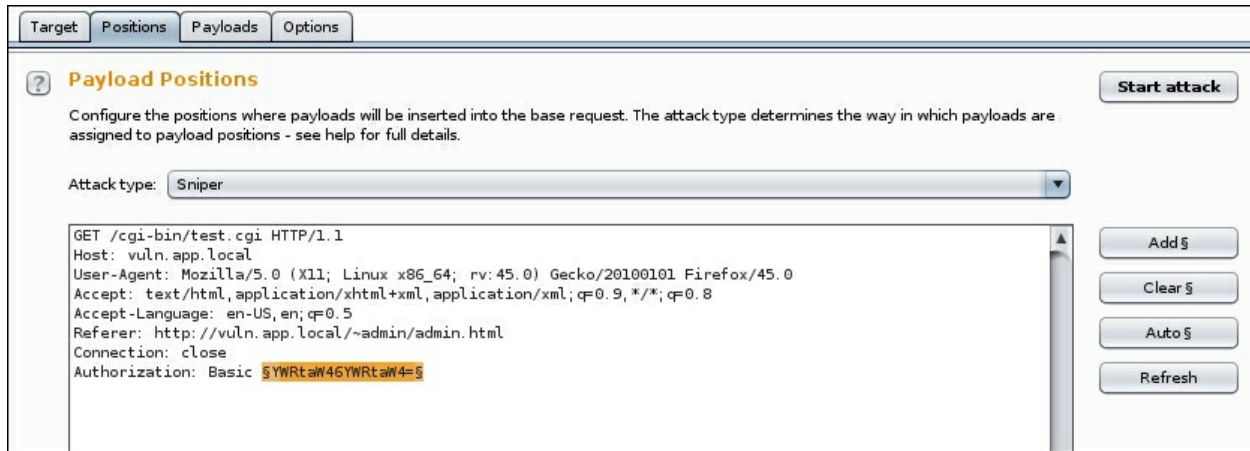 Target Positions Payloads Options
? Payload Positions
Start attack
Configure the positions where payloads will be inserted into the base request. The attack type determines the way in which payloads are
assigned to payload positions - see help for full details.
Attack type: Sniper
GET /cgi-bin/test.cgi HTTP/1.1
Host: vuln.app.local
User-Agent: Mozilla/5.0 (X11; Linux x86_64; rv:45.0) Gecko/20100101 Firefox/45.0
Accept: text/html,application/xhtml+xml,application/xml;q=0.9,*/*;q=0.8
Accept-Language: en-US,en;q=0.5
Referer: http://vuln.app.local/~admin/admin.html
Connection: close
Authorization: Basic §YWRtaW46YWRtaW4=§
Add §
Clear §
Auto §
Refresh